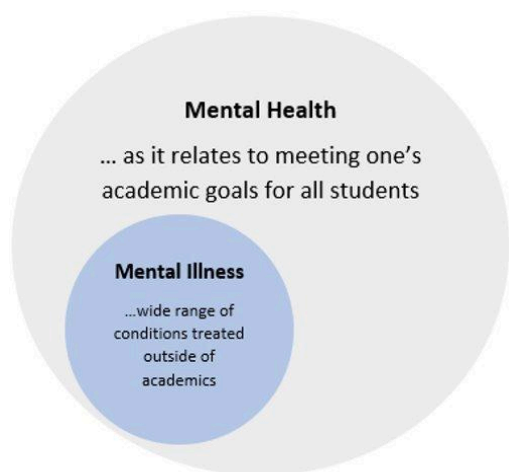 Mental Health
... as it relates to meeting one’s
academic goals for all students
Mental Illness
...wide range of
conditions treated
outside of
academics